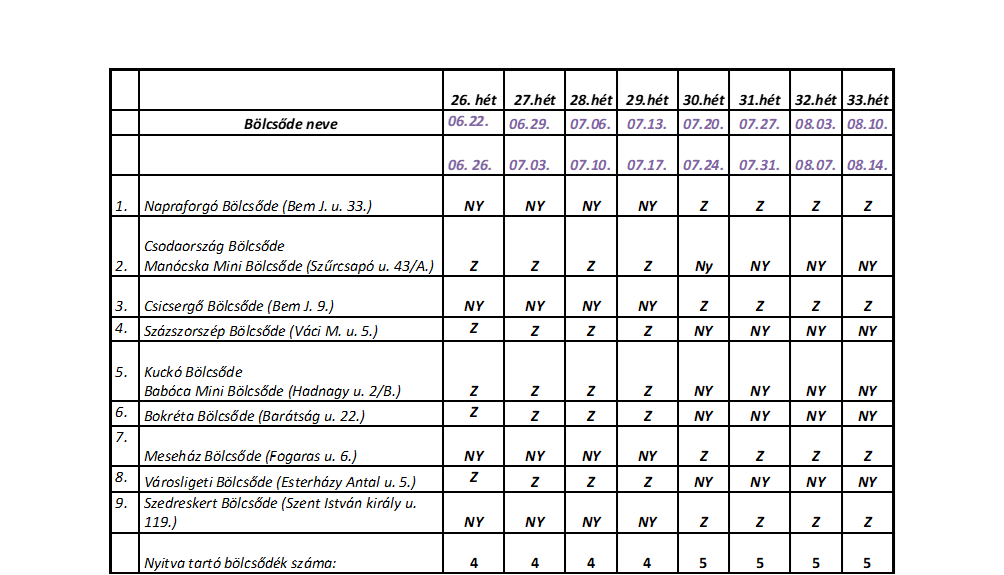 26. hét 27.hét 28.hét 29.hét 30.hét 31.hét 32.hét 33.hét
Bölcsőde neve 06.22. 06.29. 07.06. 07.13. 07.20. 07.27. 08.03. 08.10.
06. 26. 07.03. 07.10. 07.17. 07.24. 07.31. 08.07. 08.14.
1. Napraforgó Bölcsőde (Bem J. u. 33.) NY NY NY NY Z Z Z Z
Csodaország Bölcsőde
2. Manócska Mini Bölcsőde (Szűrcsapó u. 43/A.) Z Z Z Z Ny NY NY NY
3. Csicsergő Bölcsőde (Bem J. 9.) NY NY NY NY Z Z Z Z
4. Százszorszép Bölcsőde (Váci M. u. 5.) Z Z Z Z NY NY NY NY
5. Kuckó Bölcsőde
Babóca Mini Bölcsőde (Hadnagy u. 2/B.) Z Z Z Z NY NY NY NY
6. Bokréta Bölcsőde (Barátság u. 22.) Z Z Z Z NY NY NY NY
7.
Meseház Bölcsőde (Fogaras u. 6.) NY NY NY NY Z Z Z Z
8. Városligeti Bölcsőde (Esterházy Antal u. 5.) Z Z Z Z NY NY NY NY
9. Szedreskert Bölcsőde (Szent István király u.
119.) NY NY NY NY Z Z Z Z
Nyitva tartó bölcsődék száma: 4 4 4 4 5 5 5 5